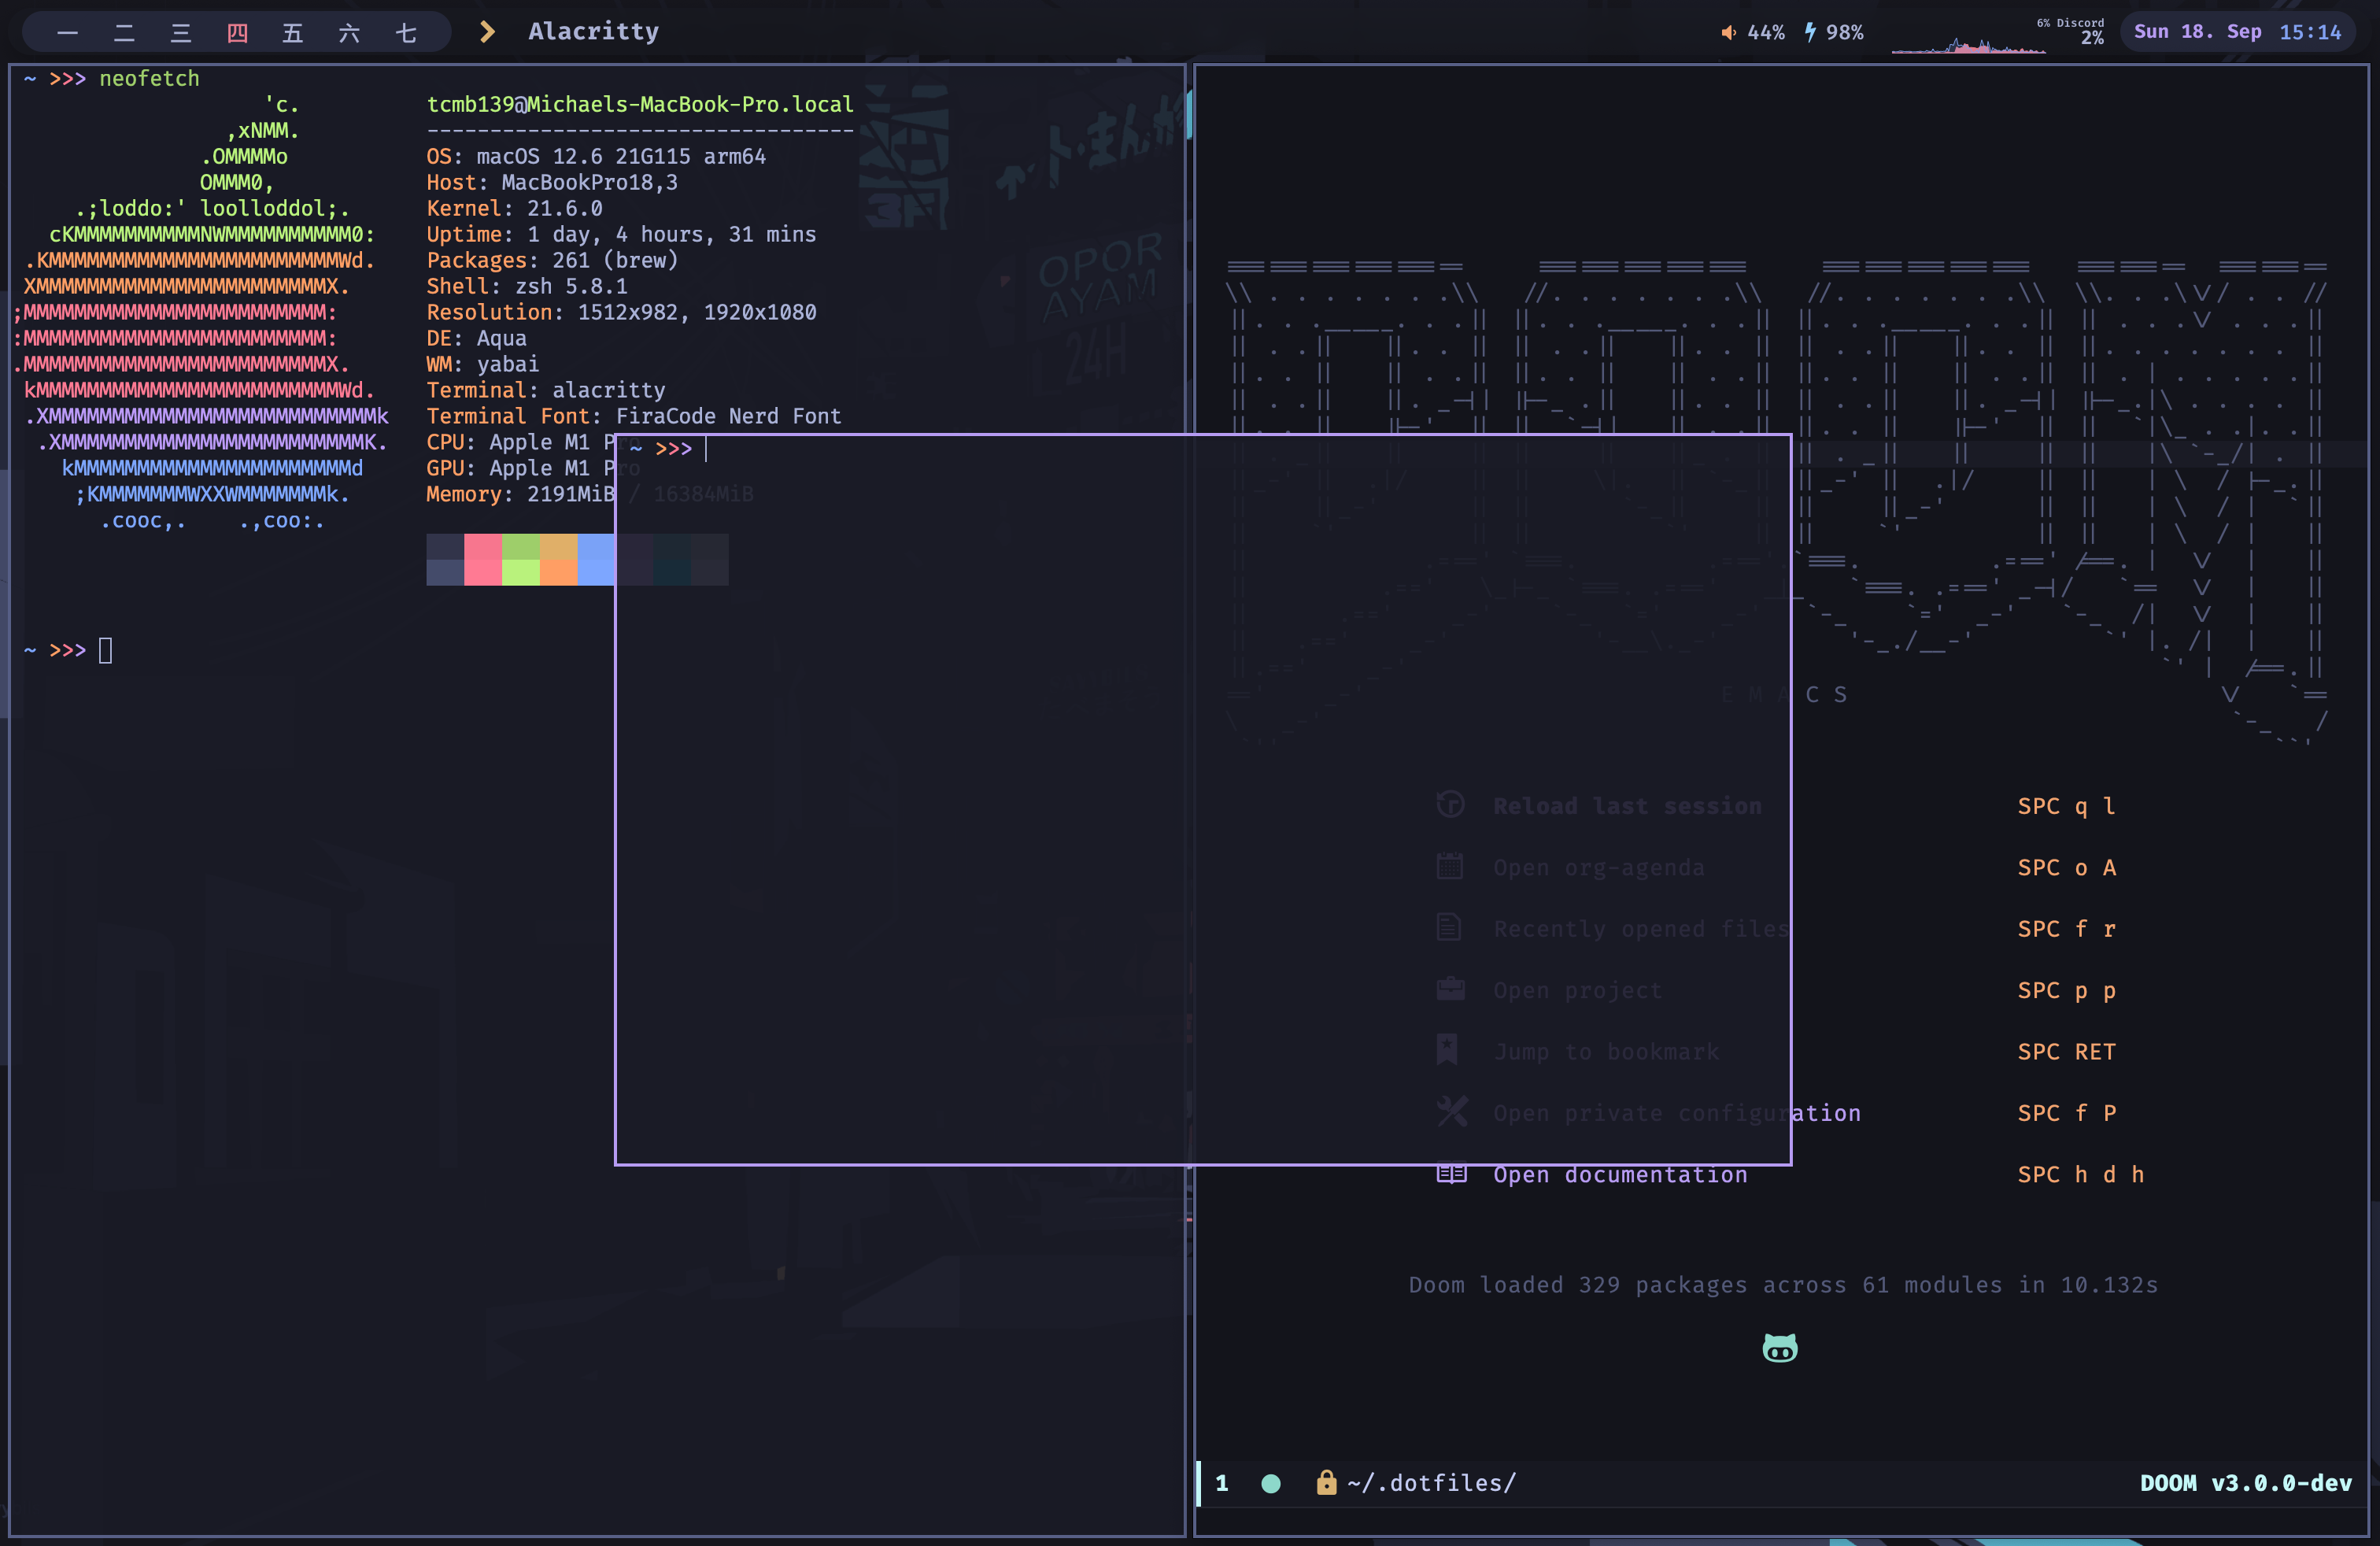 一 二 三 四 五 六 七 Alacritty
44% 98% 6% Discord 2% Sun 18. Sep 15:14
~ >>> neofetch
'c.
,xNMM.
.OMMMMo
OMMM0,
.;loddo:' loolloddol;.
cKMMMMMMMMMMNWMMMMMMMMMM0:
.KMMMMMMMMMMMMMMMMMMMMMMMWd.
XMMMMMMMMMMMMMMMMMMMMMMMX.
;MMMMMMMMMMMMMMMMMMMMMMMM:
:MMMMMMMMMMMMMMMMMMMMMMMM:
.MMMMMMMMMMMMMMMMMMMMMMMMX.
kMMMMMMMMMMMMMMMMMMMMMMMMWd.
.XMMMMMMMMMMMMMMMMMMMMMMMMMMk
.XMMMMMMMMMMMMMMMMMMMMMMMMK.
kMMMMMMMMMMMMMMMMMMMMMMd
;KMMMMMMMWXXWMMMMMMMk.
.cooc,. .,coo:.
tcmb139@Michaels-MacBook-Pro.local
----------------------------------
OS: macOS 12.6 21G115 arm64
Host: MacBookPro18,3
Kernel: 21.6.0
Uptime: 1 day, 4 hours, 31 mins
Packages: 261 (brew)
Shell: zsh 5.8.1
Resolution: 1512x982, 1920x1080
DE: Aqua
WM: yabai
Terminal: alacritty
Terminal Font: FiraCode Nerd Font
CPU: Apple M1 Pro
GPU: Apple M1 Pro
Memory: 2191MiB / 16384MiB
~ >>>
~ >>>
3F
OPOR
AYAM
24H
E M A C S
Reload last session SPC q l
Open org-agenda SPC o A
Recently opened files SPC f r
Open project SPC p p
Jump to bookmark SPC RET
Open private configuration SPC f P
Open documentation SPC h d h
Doom loaded 329 packages across 61 modules in 10.132s
1 ~/.dotfiles/ DOOM v3.0.0-dev